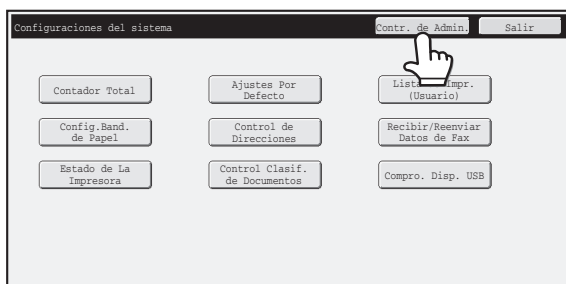 Configuraciones del sistema
Contr. de Admin.
Salir
Contador Total
Ajustes Por
Defecto
Impr.
(Usuario)
Config.Band.
de Papel
Control de
Direcciones
Recibir/Reenviar
Datos de Fax
Estado de La
Impresora
Control Clasif.
de Documentos
Compro. Disp. USB